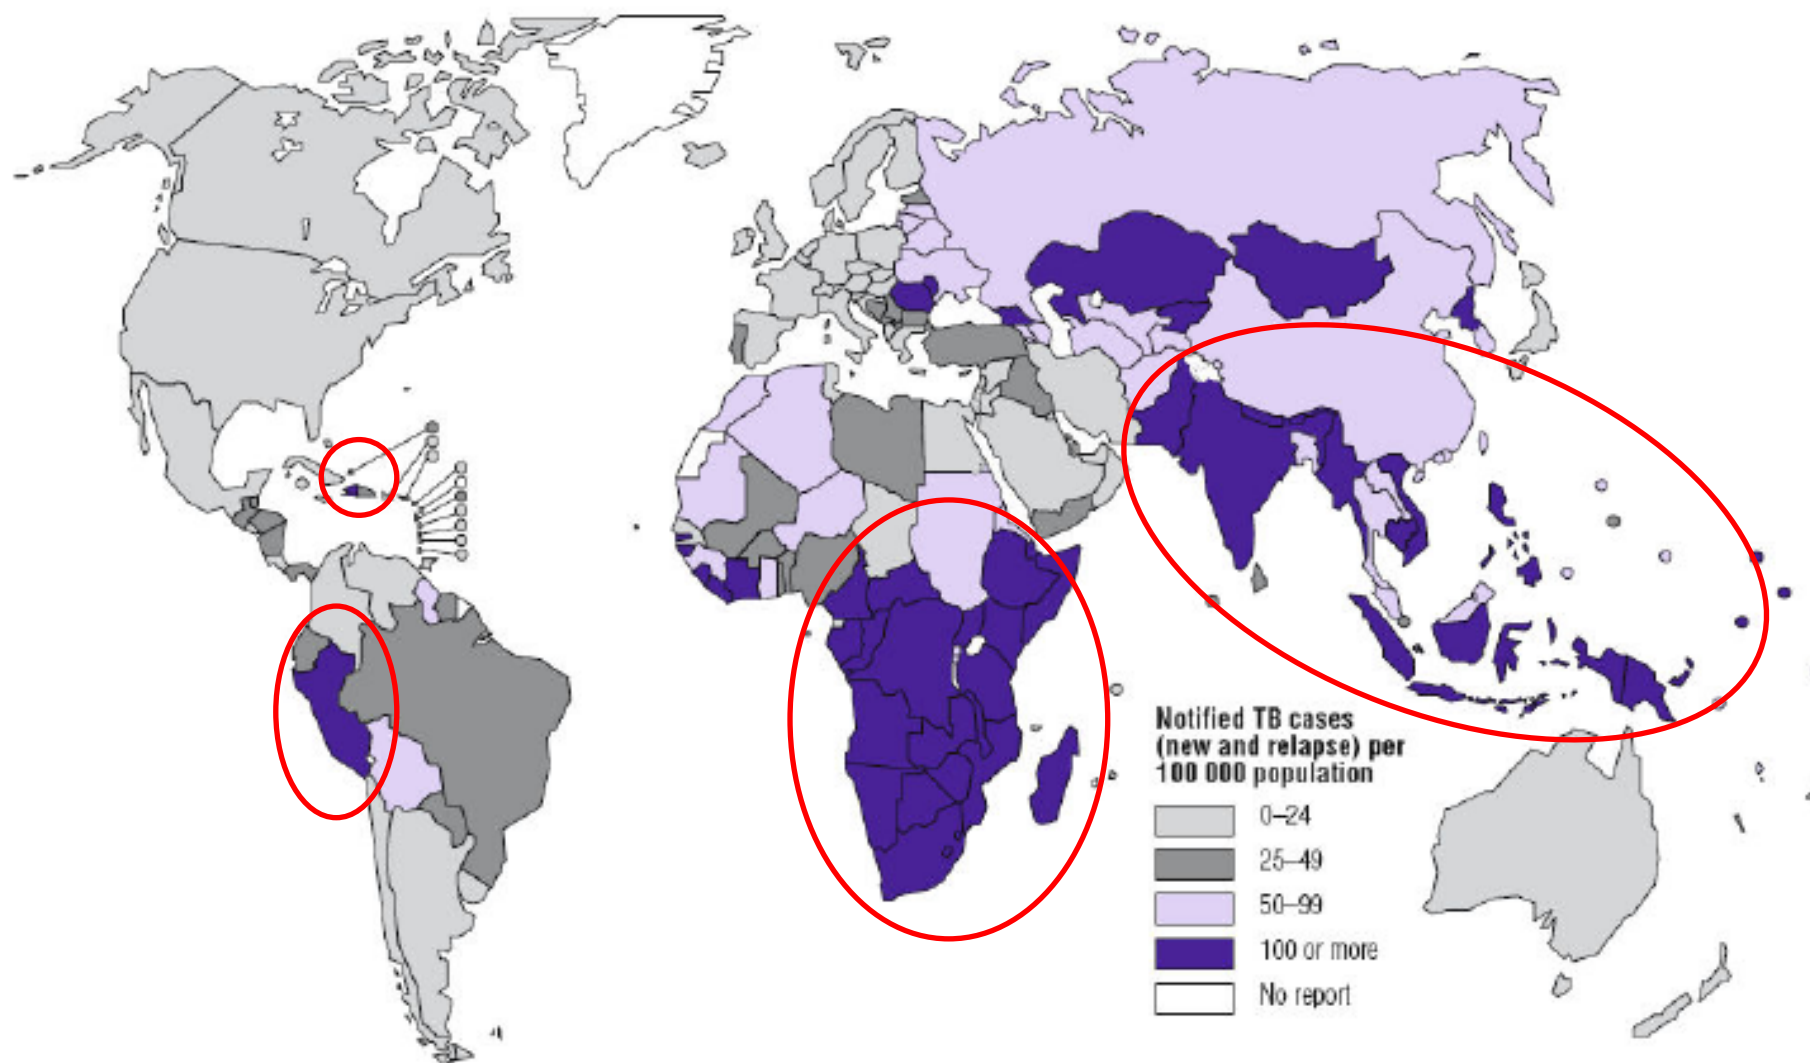 Notified TB cases
(new and relapse) per
100 000 population
0–24
25–49
50–99
100 or more
No report